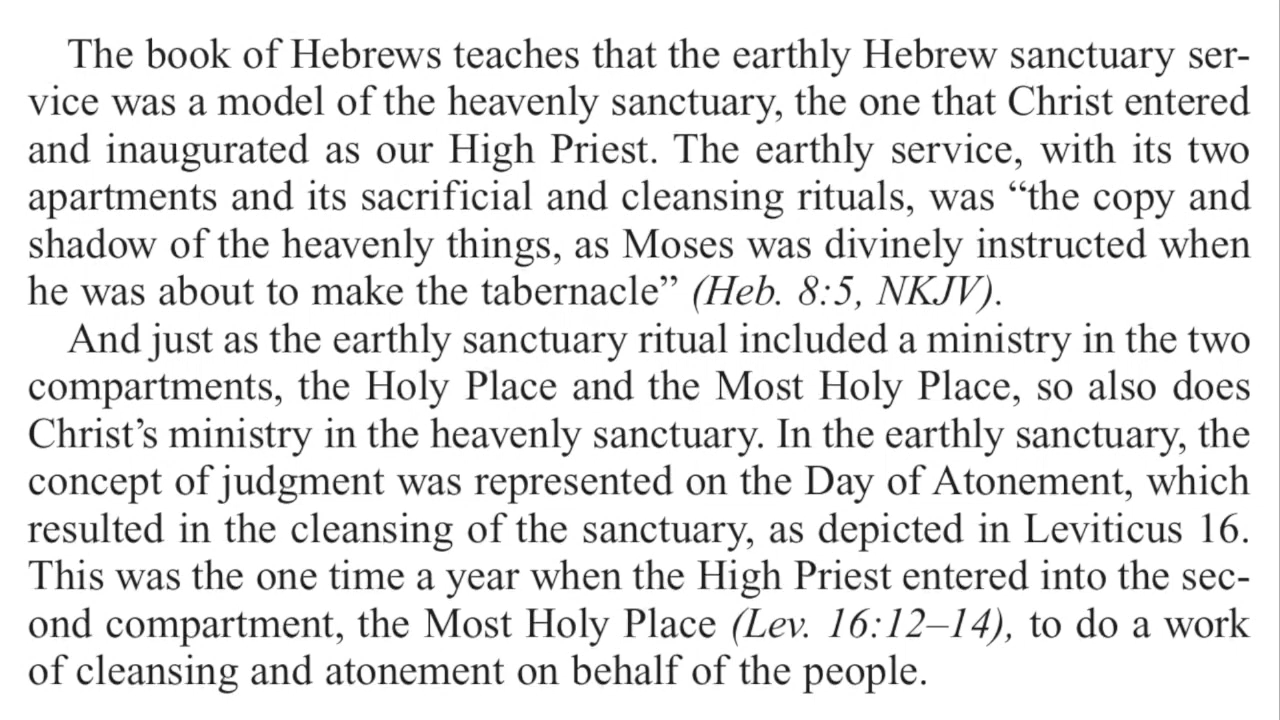 The book of Hebrews teaches that the earthly Hebrew sanctuary ser-
vice was a model of the heavenly sanctuary, the one that Christ entered
and inaugurated as our High Priest. The earthly service, with its two
apartments and its sacrificial and cleansing rituals, was “the copy and
shadow of the heavenly things, as Moses was divinely instructed when
he was about to make the tabernacle” (Heb. 8:5, NKJV).
And just as the earthly sanctuary ritual included a ministry in the two
compartments, the Holy Place and the Most Holy Place, so also does
Christ’s ministry in the heavenly sanctuary. In the earthly sanctuary, the
concept of judgment was represented on the Day of Atonement, which
resulted in the cleansing of the sanctuary, as depicted in Leviticus 16.
This was the one time a year when the High Priest entered into the sec-
ond compartment, the Most Holy Place (Lev. 16:12–14), to do a work
of cleansing and atonement on behalf of the people.